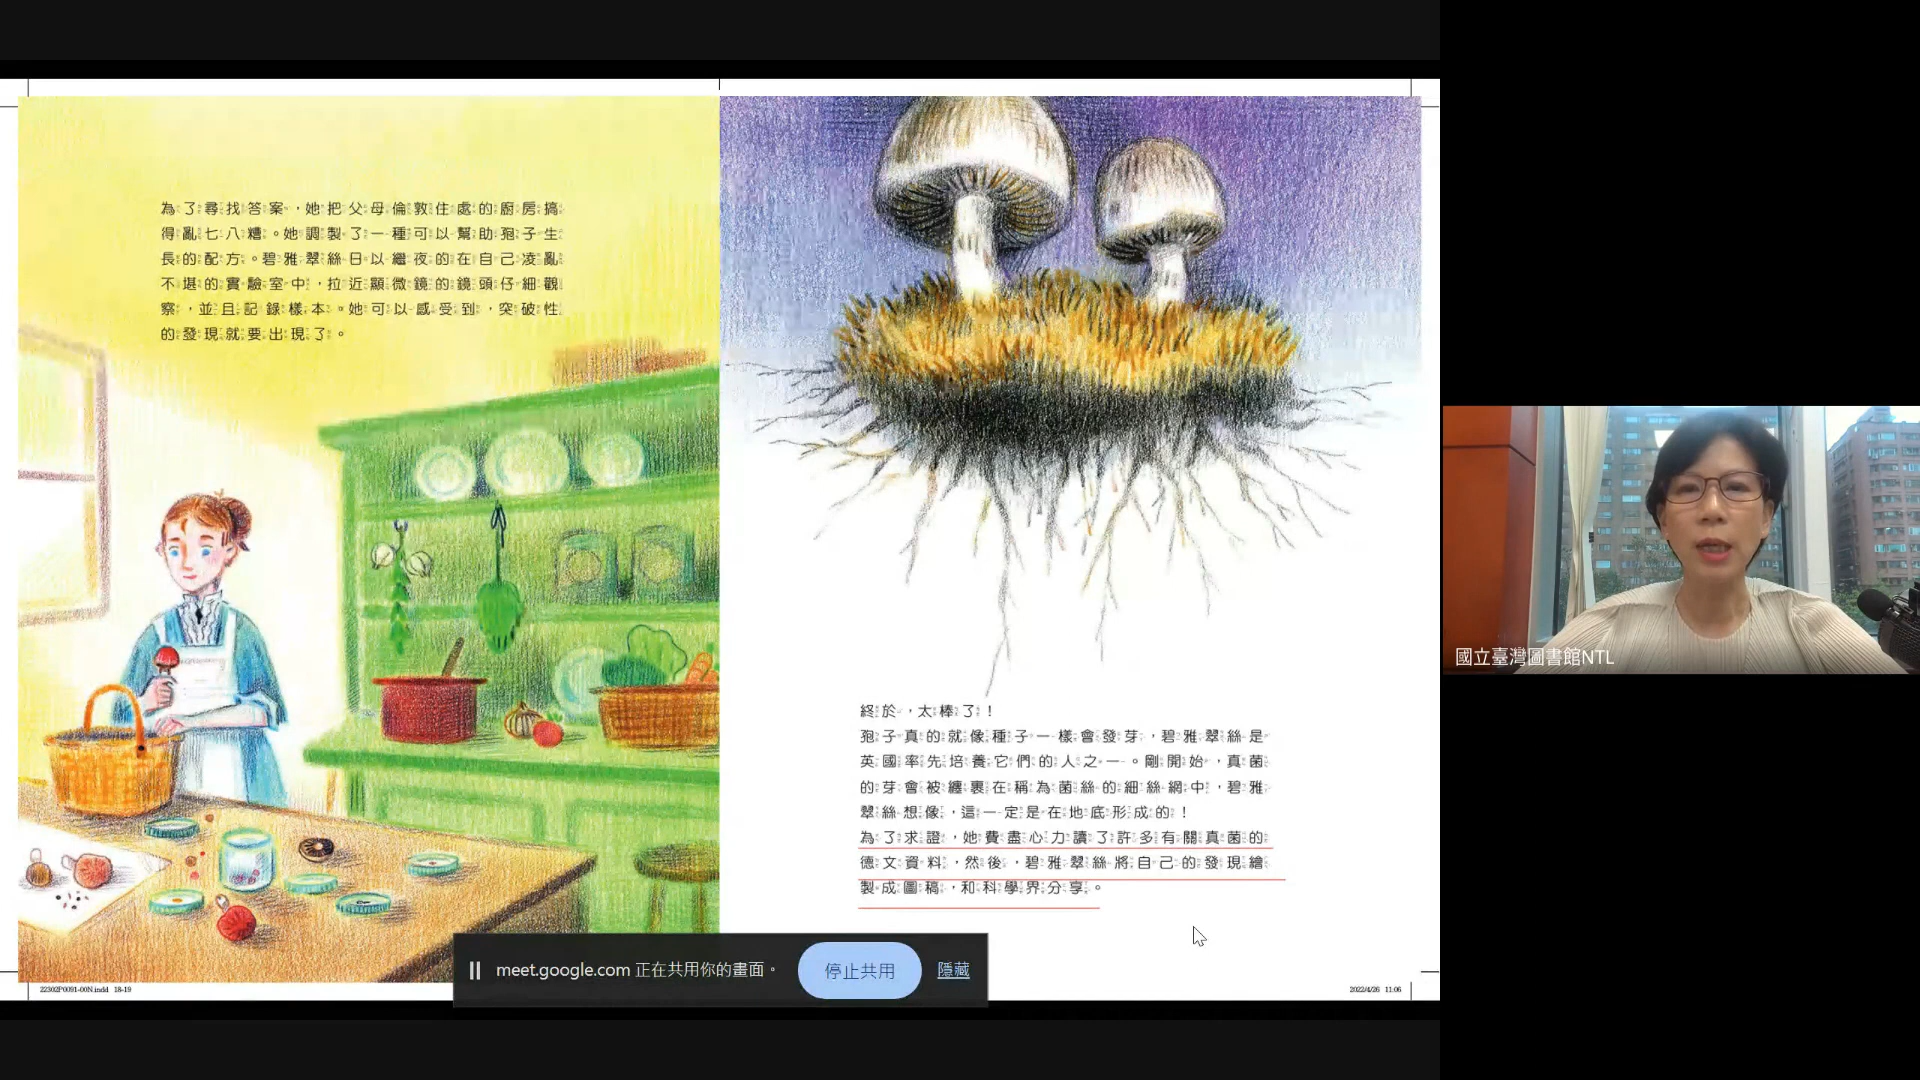 為了尋找答案，她把父母倫敦住處的廚房搞
得亂七八糟。她調製了一種可以幫助孢子生
長的配方。碧雅翠絲日以繼夜的在自己凌亂
不堪的實驗室中，拉近顯微鏡的鏡頭仔細觀
察，並且記錄樣本。她可以感受到，突破性
的發現就要出現了。
終於，太棒了！
孢子真的就像種子一樣會發芽，碧雅翠絲是
英國率先培養它們的人之一。剛開始，真菌
的芽會被纏裹在稱為菌絲的細絲網中，碧雅
翠絲想像，這一定是在地底形成的！
為了求證，她費盡心力讀了許多有關真菌的
德文資料，然後，碧雅翠絲將自己的發現繪
製成圖稿，和科學界分享。
22302P0091-00N.indd 18-19
2022/4/26 11:06
meet.google.com 正在共用你的畫面。
停止共用
隱藏
國立臺灣圖書館NTL